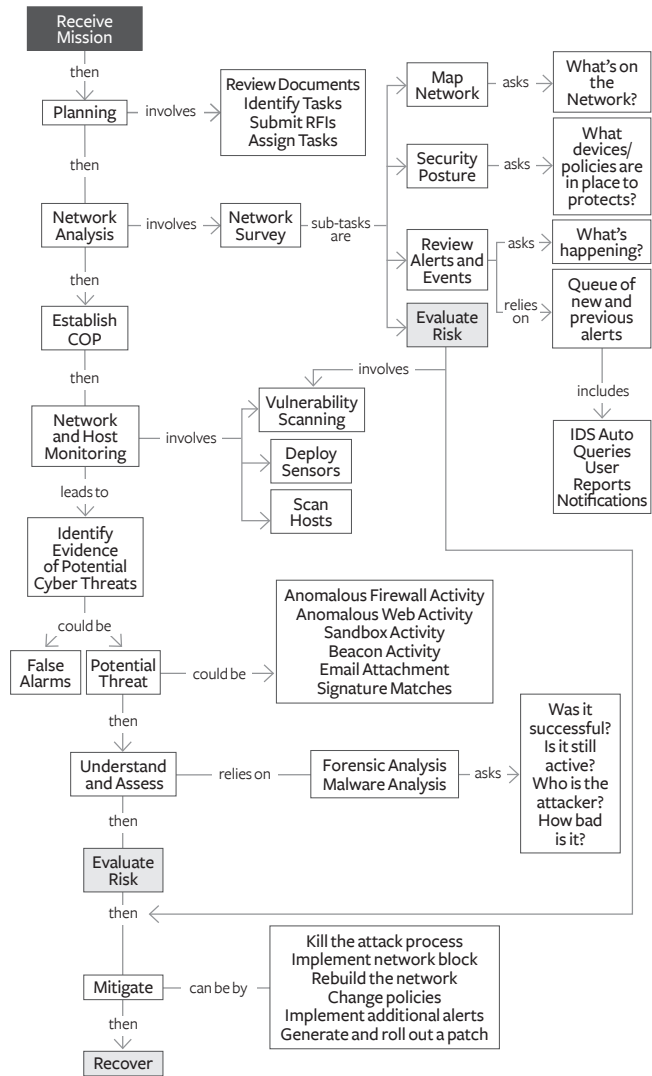 Receive
Mission
then
Planning
involves
Review Documents
Identify Tasks
Submit RFIs
Assign Tasks
then
Network
Analysis
involves
Network
Survey
sub-tasks
are
Map
Network
asks
What's on
the
Network?
Security
Posture
asks
What
devices/
policies are
in place to
protects?
Review
Alerts and
Events
asks
What's
happening?
relies
on
Queue of
new and
previous
alerts
includes
IDS Auto
Queries
User
Reports
Notifications
Evaluate
Risk
involves
then
Establish
COP
then
Network
and Host
Monitoring
involves
Vulnerability
Scanning
Deploy
Sensors
Scan
Hosts
leads to
Identify
Evidence
of Potential
Cyber Threats
could be
False
Alarms
Potential
Threat
could be
Anomalous Firewall Activity
Anomalous Web Activity
Sandbox Activity
Beacon Activity
Email Attachment
Signature Matches
then
Understand
and Assess
relies on
Forensic Analysis
Malware Analysis
asks
Was it
successful?
Is it still
active?
Who is the
attacker?
How bad
is it?
then
Evaluate
Risk
then
Mitigate
can be by
Kill the attack process
Implement network block
Rebuild the network
Change policies
Implement additional alerts
Generate and roll out a patch
then
Recover